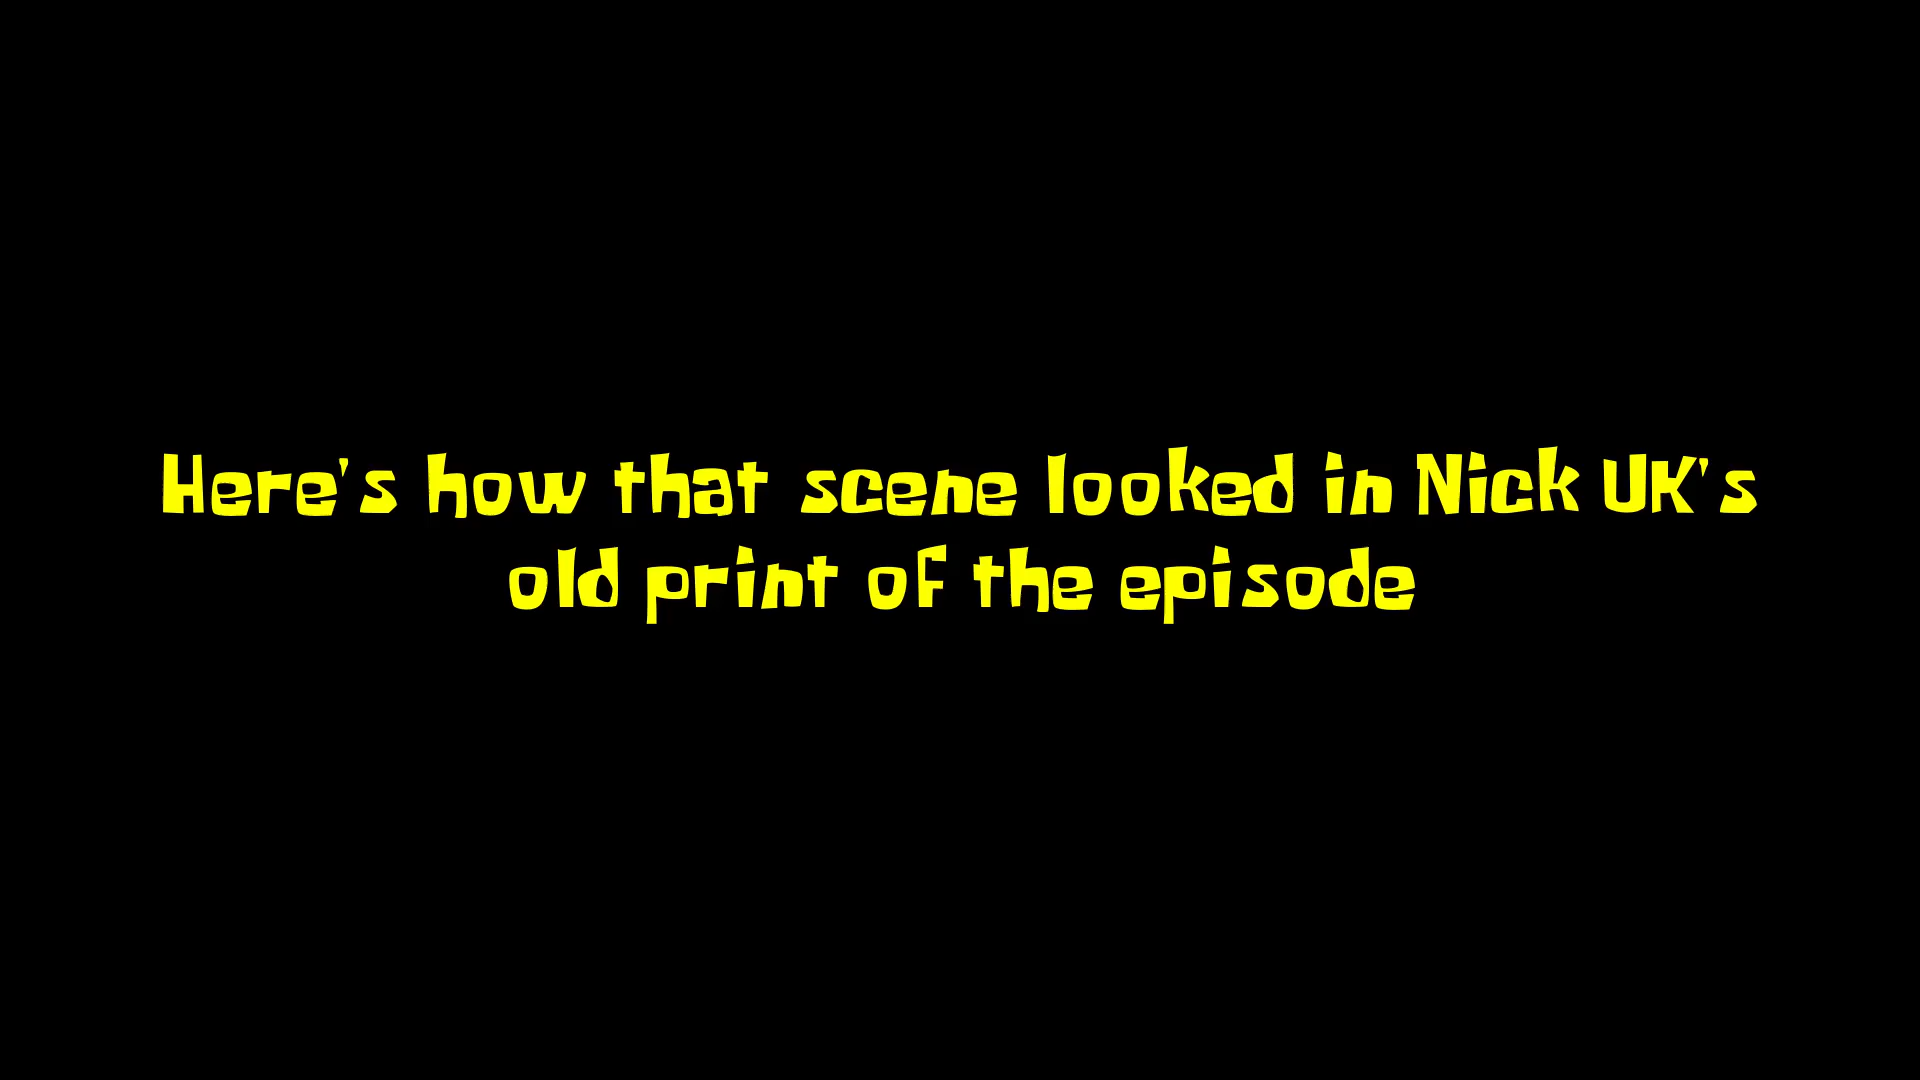 Here's how that scene looked in Nick UK's
old print of the episode